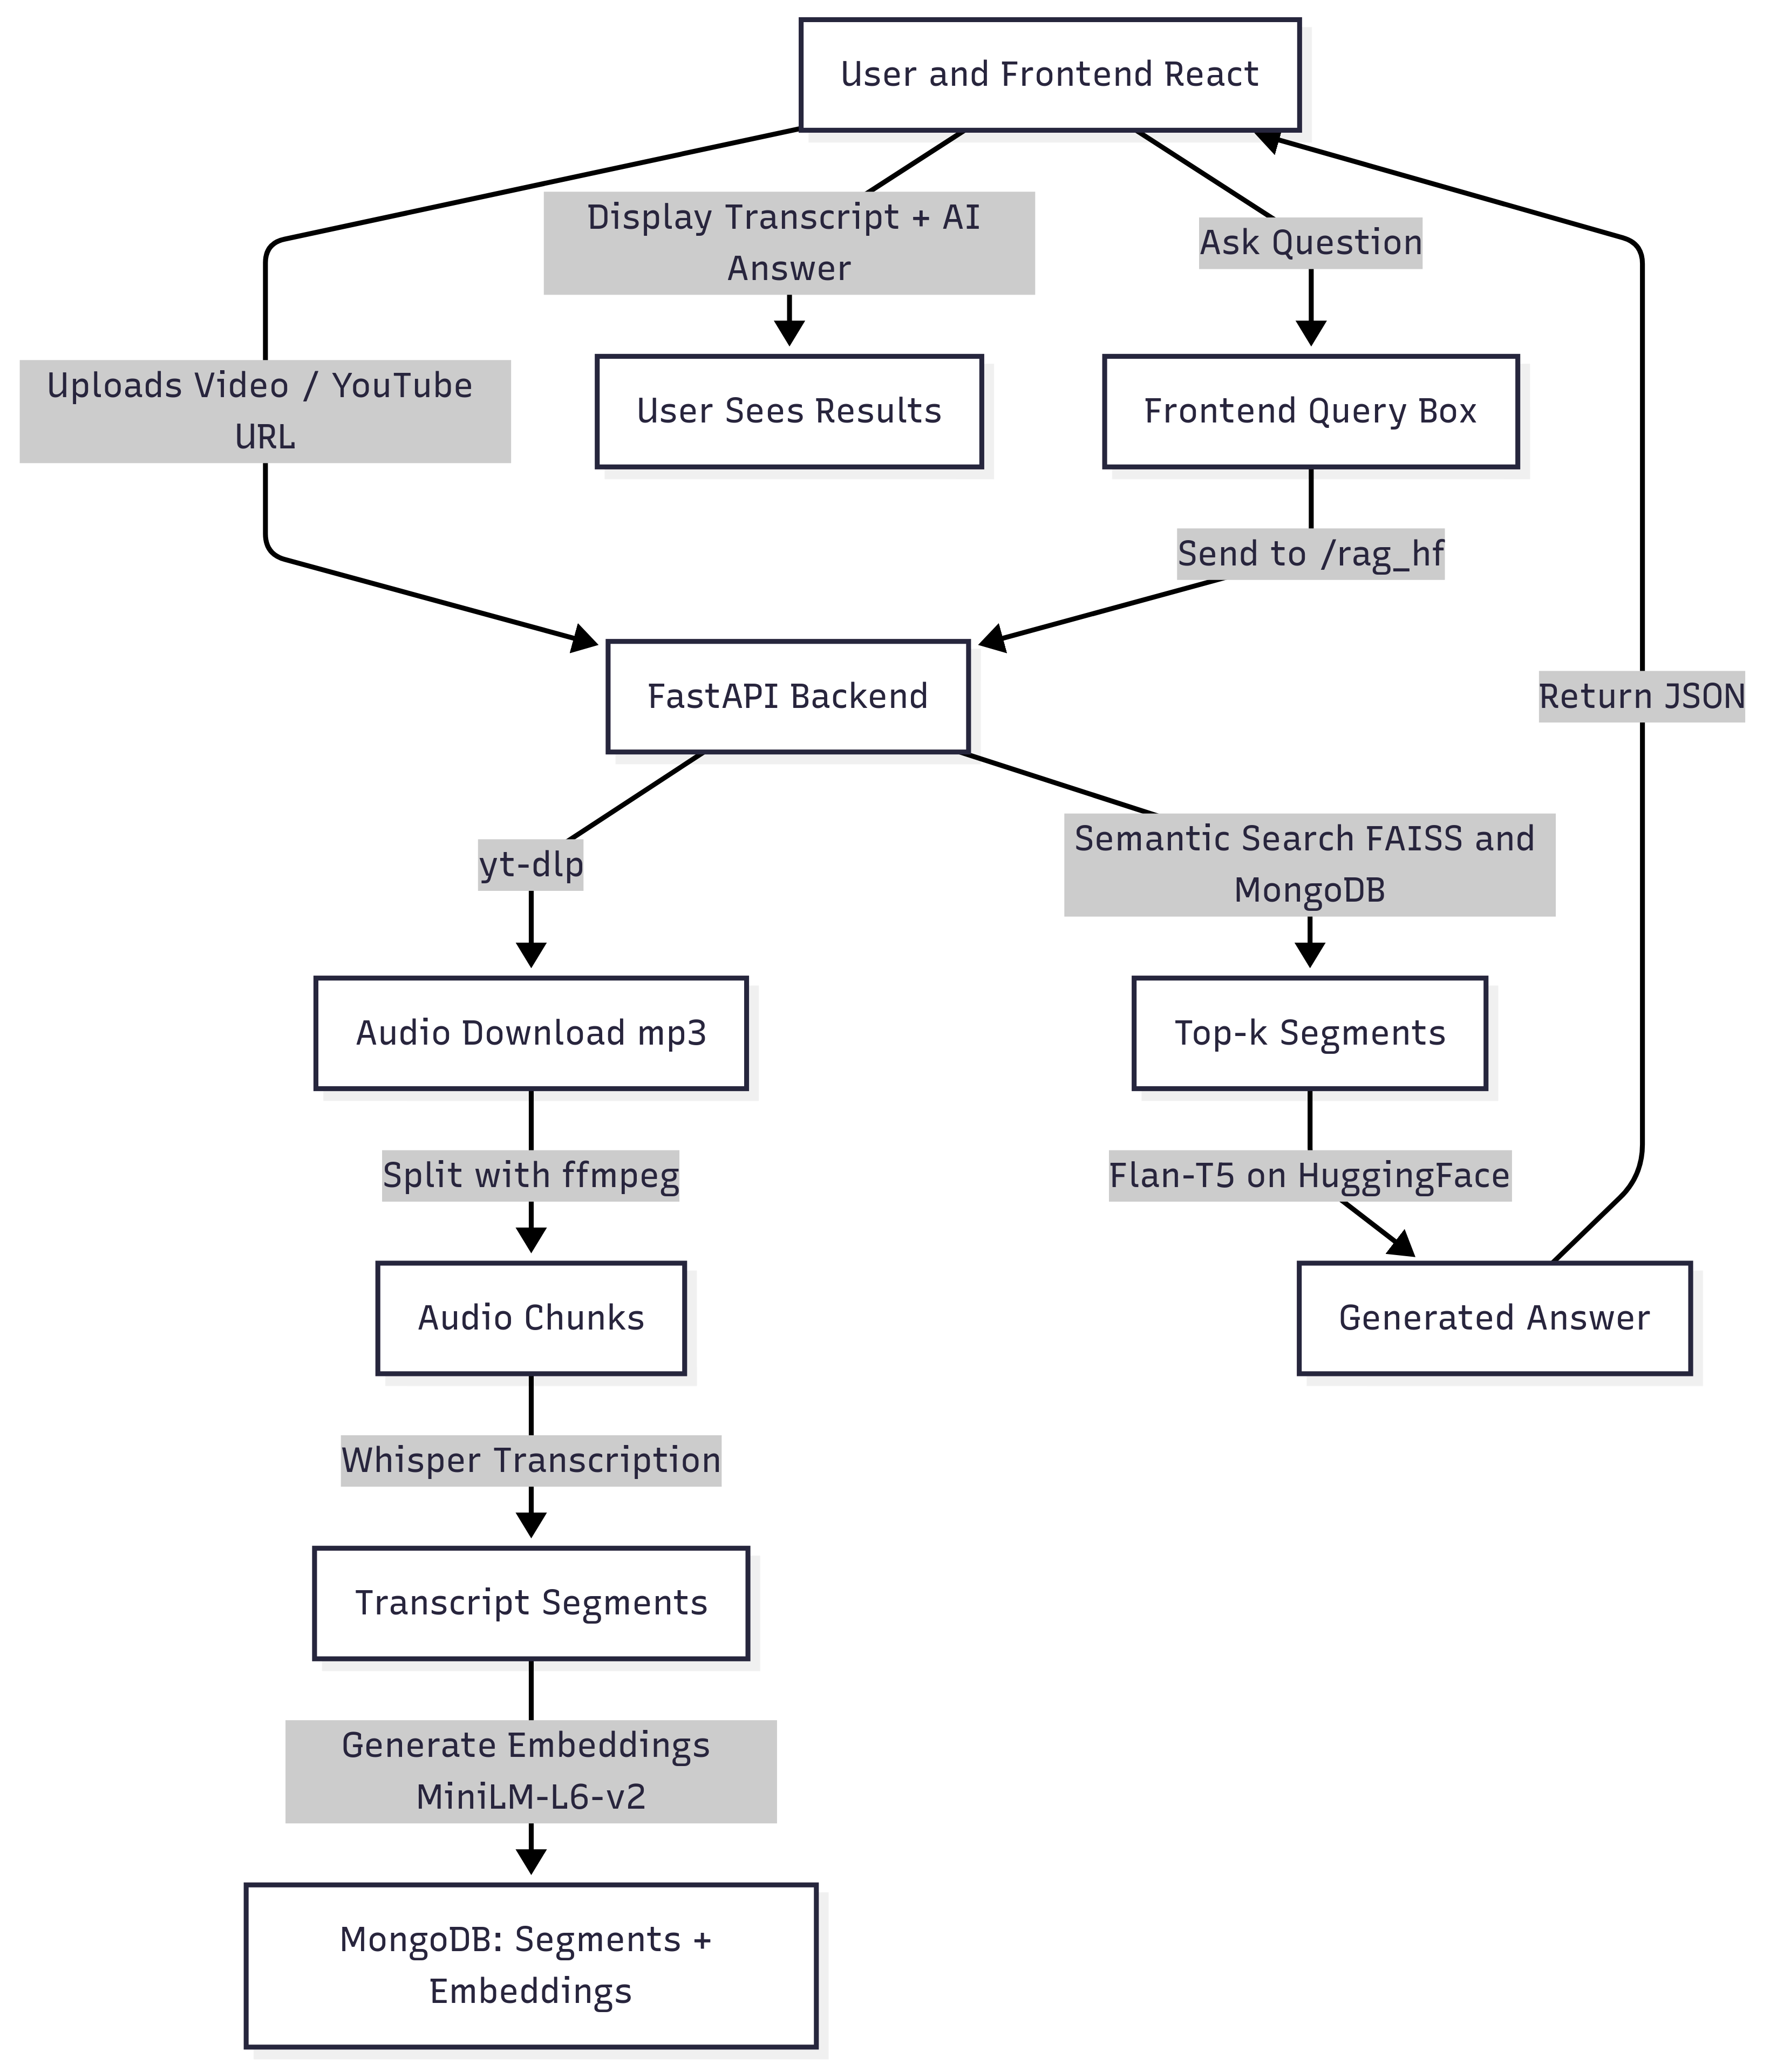 User and Frontend React
Display Transcript + AI
Answer
Ask Question
Uploads Video / YouTube
URL
User Sees Results
Frontend Query Box
Send to /rag_hf
FastAPI Backend
Return JSON
yt-dlp
Semantic Search FAISS and
MongoDB
Audio Download mp3
Top-k Segments
Split with ffmpeg
Flan-T5 on HuggingFace
Audio Chunks
Generated Answer
Whisper Transcription
Transcript Segments
Generate Embeddings
MiniLM-L6-v2
MongoDB: Segments +
Embeddings